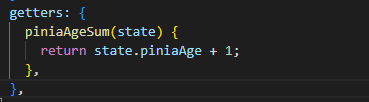 getters: {
  piniaAgeSum(state) {
    return state.piniaAge + 1;
  },
},